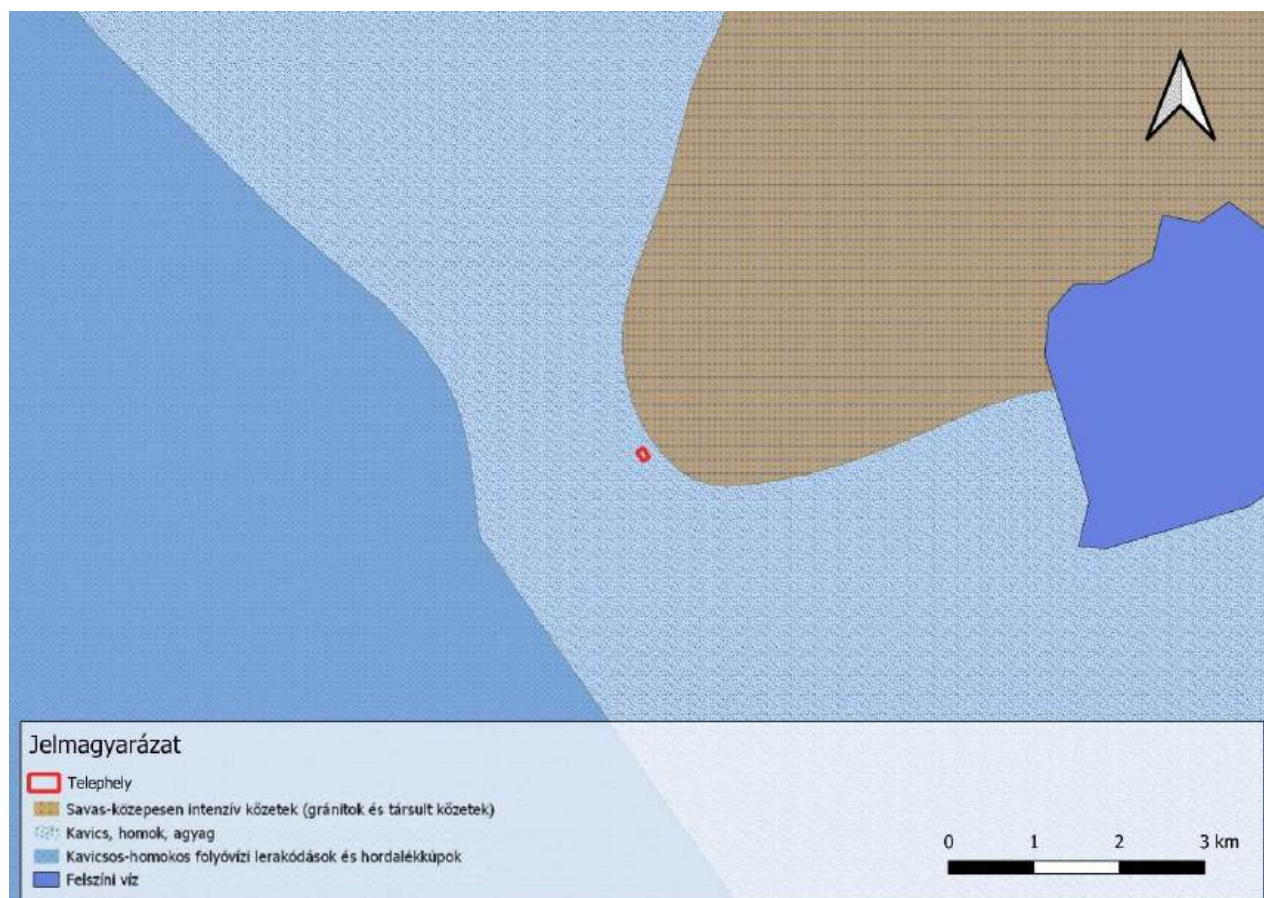 Jelmagyarázat
Telephely
Savas-közepesen intenzív kőzetek (gránitok és társult kőzetek)
Kavics, homok, agyag
Kavicsos-homokos folyóvízi lerakódások és hordalékkúpok
Felszíni víz
0 1 2 3 km